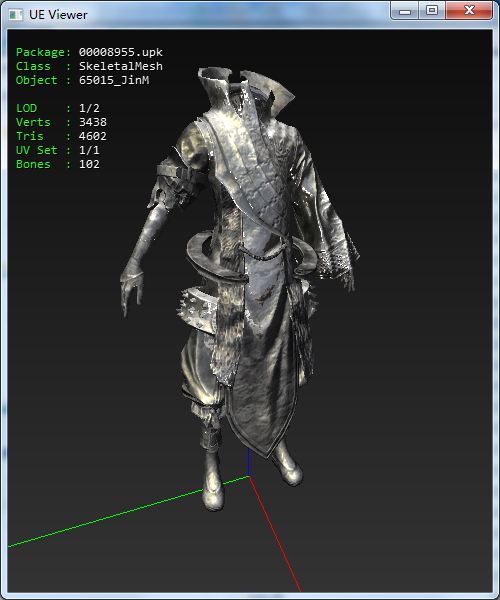 UE Viewer
Package: 00008955.upk
Class  : SkeletalMesh
Object : 65015_JinM
LOD    : 1/2
Verts  : 3438
Tris   : 4602
UV Set : 1/1
Bones  : 102